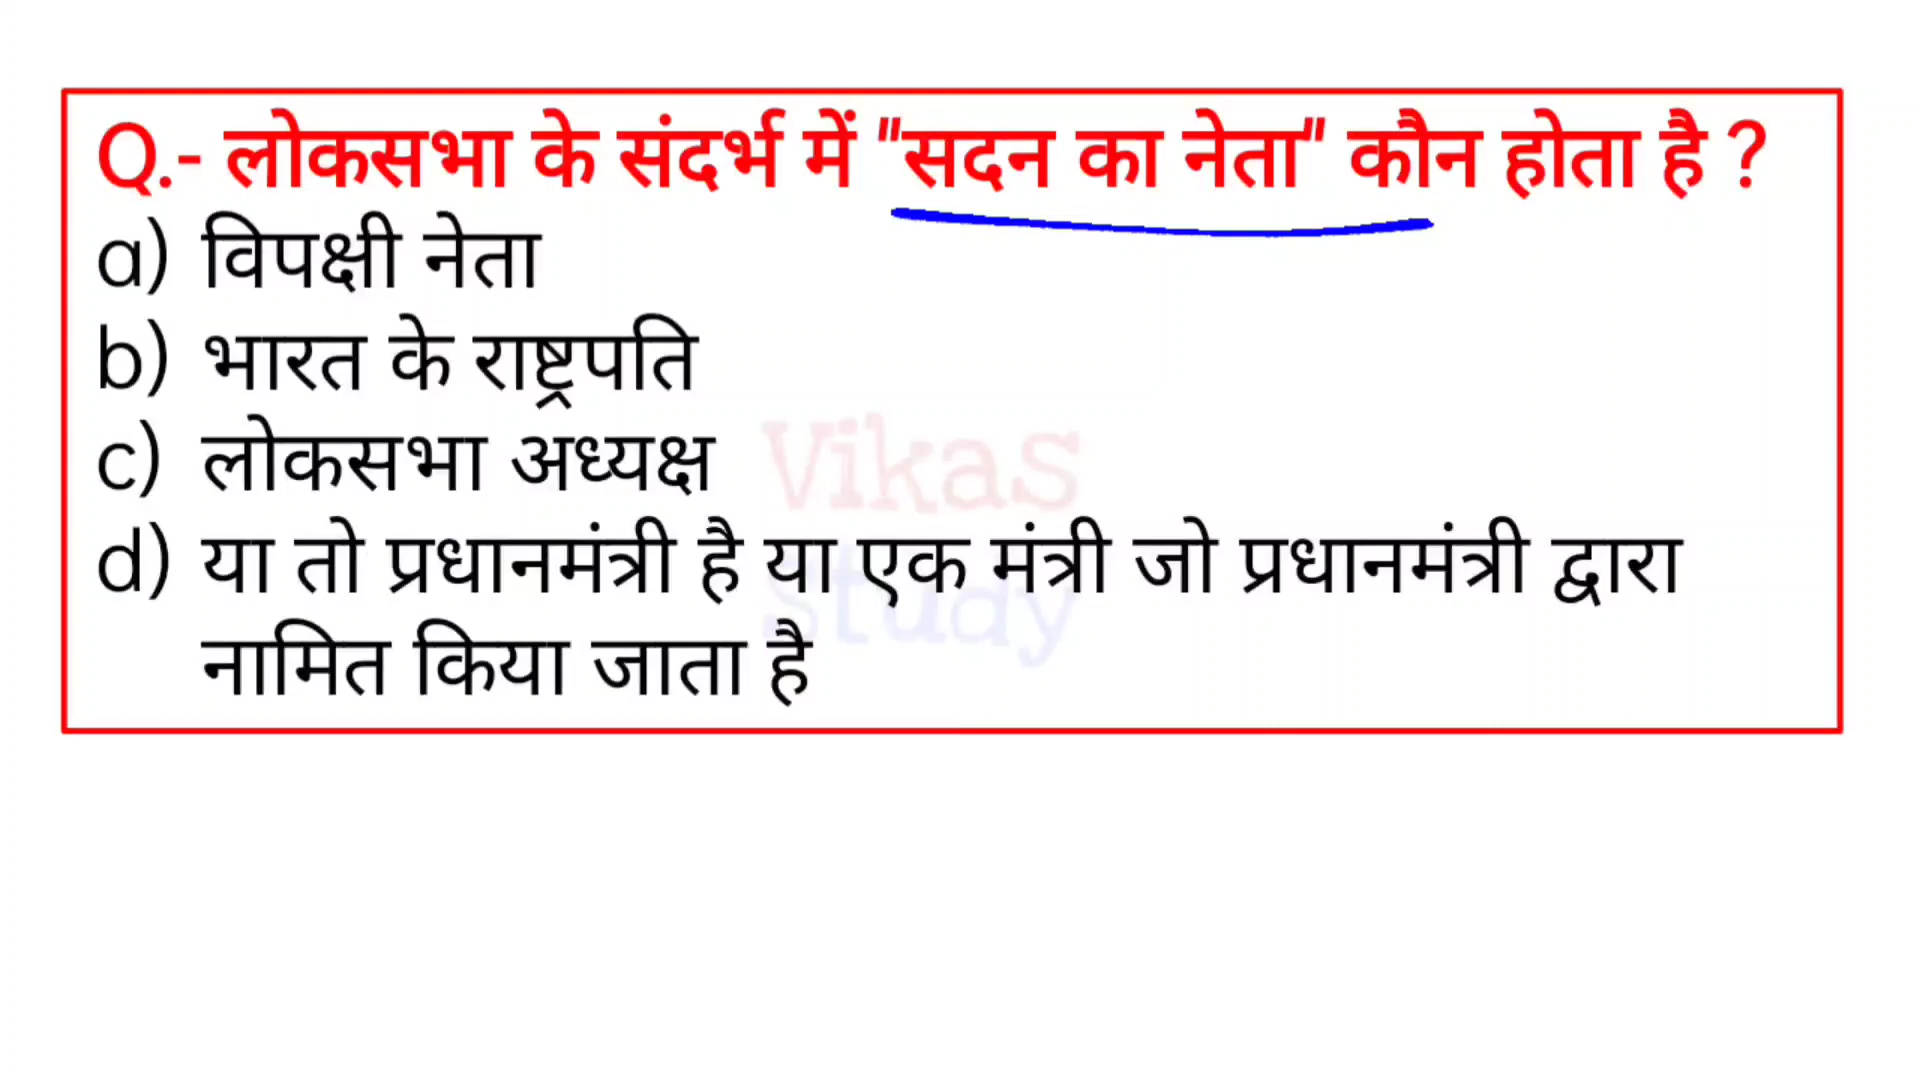 Q.- लोकसभा के संदर्भ में "सदन का नेता" कौन होता है ?
a) विपक्षी नेता
b) भारत के राष्ट्रपति
c) लोकसभा अध्यक्ष
d) या तो प्रधानमंत्री है या एक मंत्री जो प्रधानमंत्री द्वारा
नामित किया जाता है
Vikas
Study